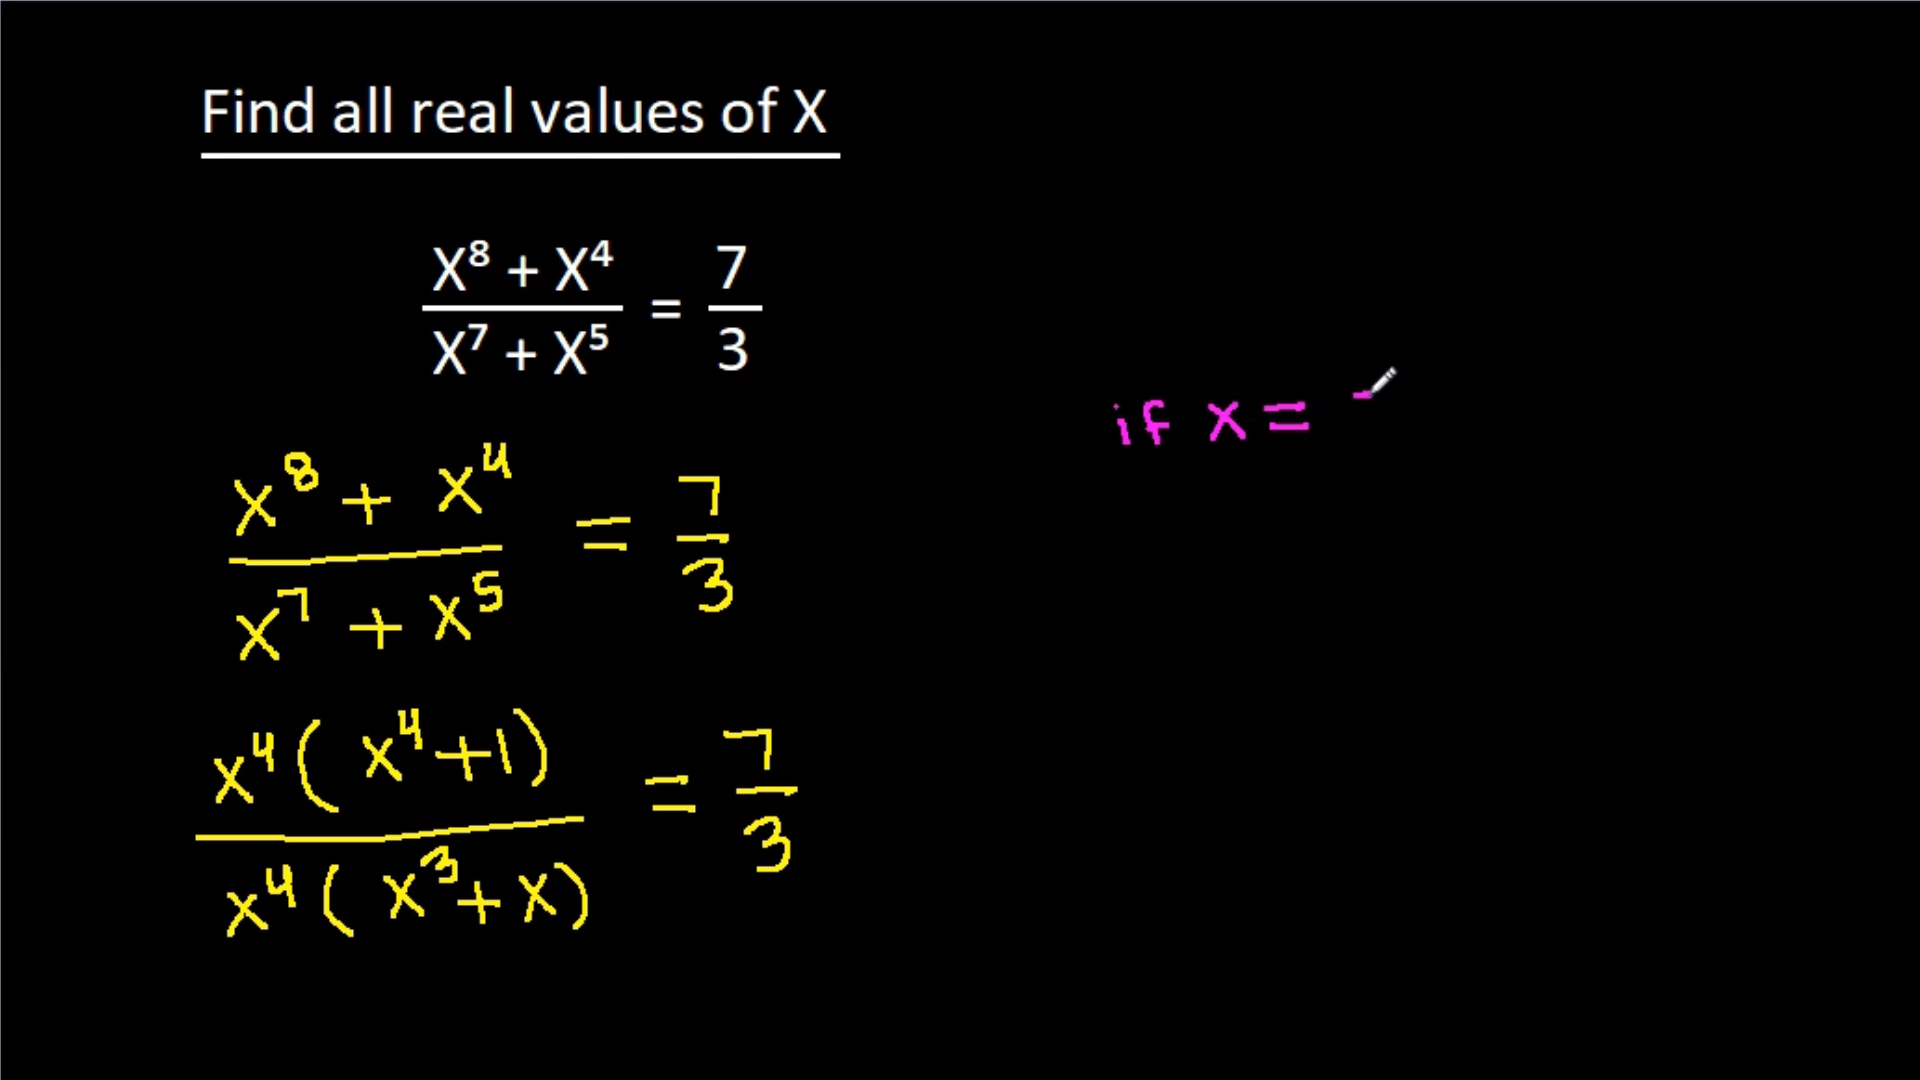 Find all real values of X
X⁸ + X⁴ / X⁷ + X⁵ = 7/3
x⁸ + x⁴ / x⁷ + x⁵ = 7/3
x⁴(x⁴+1) / x⁴(x³+x) = 7/3
if x =